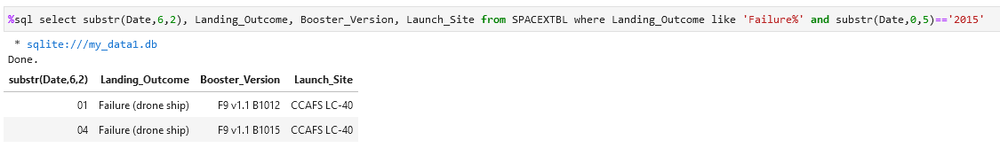 %sql select substr(Date,6,2), Landing_Outcome, Booster_Version, Launch_Site from SPACEXTBL where Landing_Outcome like 'Failure%' and substr(Date,0,5)=='2015'
* sqlite:///my_data1.db
Done.
substr(Date,6,2) Landing_Outcome Booster_Version Launch_Site
01 Failure (drone ship) F9 v1.1 B1012 CCAFS LC-40
04 Failure (drone ship) F9 v1.1 B1015 CCAFS LC-40